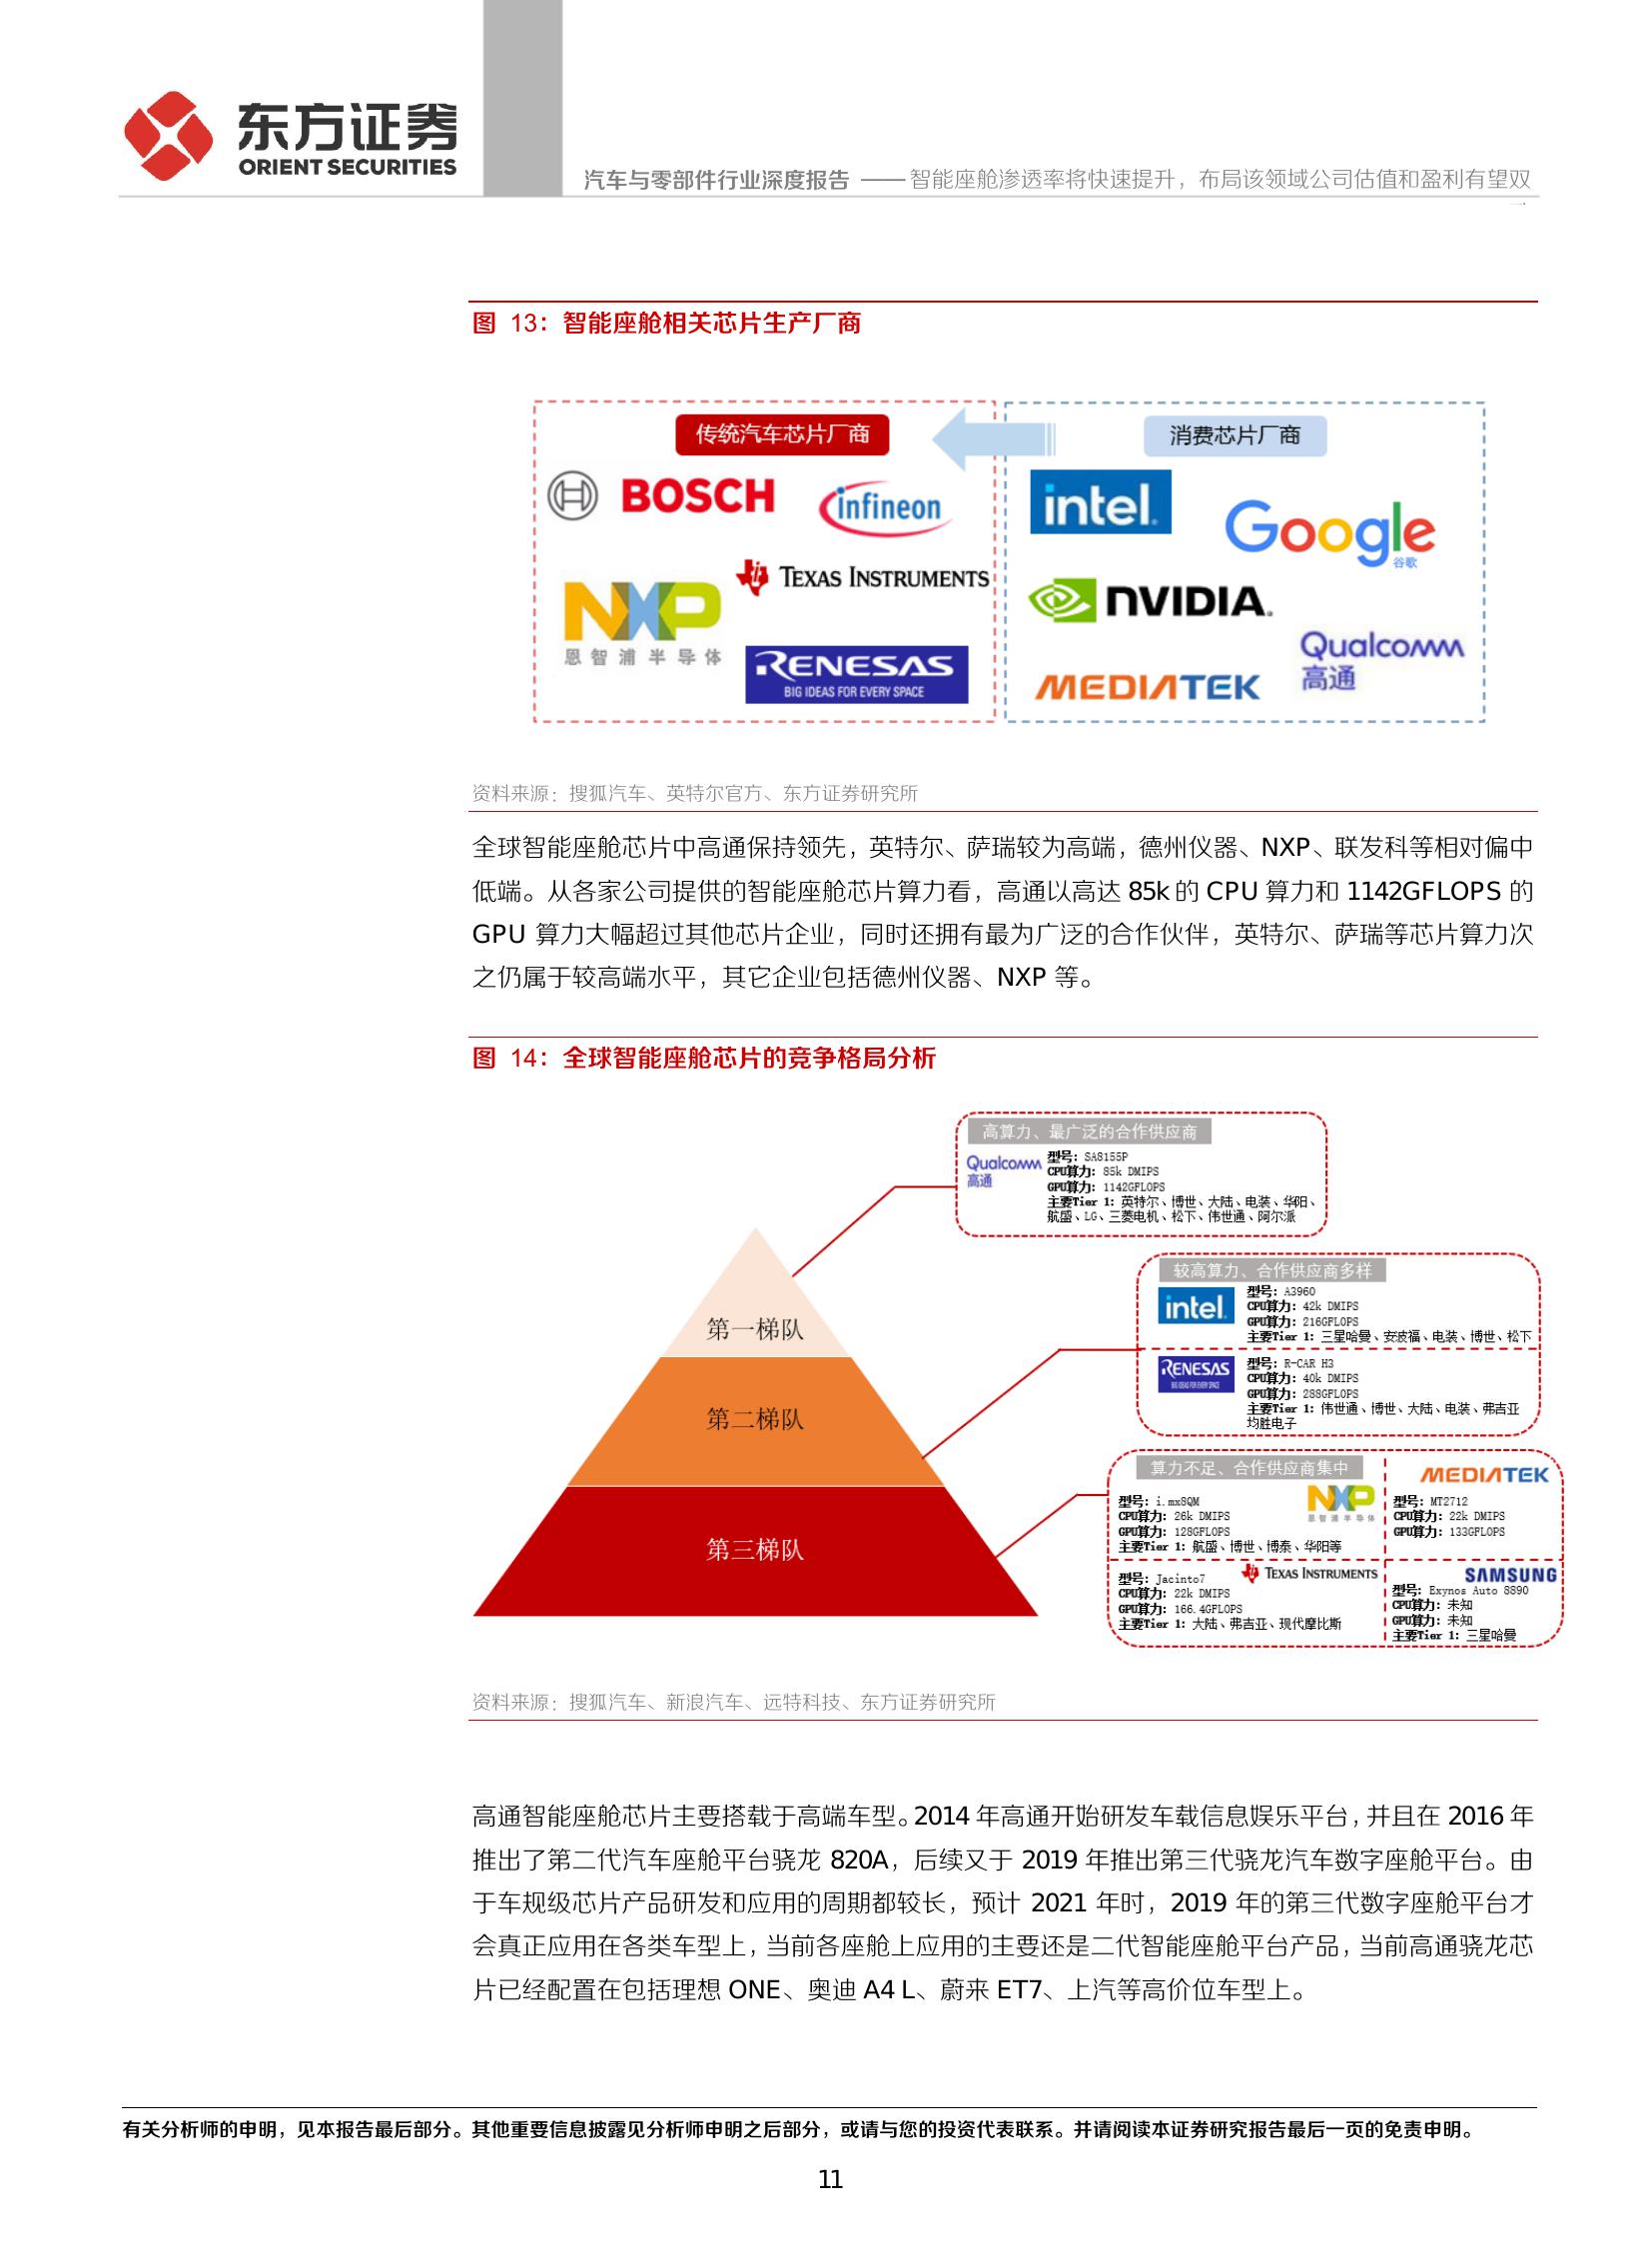 东方证券
ORIENT SECURITIES
汽车与零部件行业深度报告 —— 智能座舱渗透率将快速提升，布局该领域公司估值和盈利有望双
图 13：智能座舱相关芯片生产厂商
传统汽车芯片厂商
消费芯片厂商
BOSCH
infineon
intel.
Google
谷歌
TEXAS INSTRUMENTS
NXP
恩智浦半导体
nVIDIA.
RENESAS
BIG IDEAS FOR EVERY SPACE
Qualcomm
高通
MEDIATEK
资料来源：搜狐汽车、英特尔官方、东方证券研究所
全球智能座舱芯片中高通保持领先，英特尔、萨瑞较为高端，德州仪器、NXP、联发科等相对偏中
低端。从各家公司提供的智能座舱芯片算力看，高通以高达 85k 的 CPU 算力和 1142GFLOPS 的
GPU 算力大幅超过其他芯片企业，同时还拥有最为广泛的合作伙伴，英特尔、萨瑞等芯片算力次
之仍属于较高端水平，其它企业包括德州仪器、NXP 等。
图 14：全球智能座舱芯片的竞争格局分析
高算力、最广泛的合作供应商
Qualcomm
高通
型号：SA8155P
CPU算力：85k DMIPS
GPU算力：1142GFLOPS
主要Tier 1：英特尔、博世、大陆、电装、华阳、
航盛、LG、三菱电机、松下、伟世通、阿尔派
较高算力、合作供应商多样
intel.
型号：A3960
CPU算力：42k DMIPS
GPU算力：216GFLOPS
主要Tier 1：三星哈曼、安波福、电装、博世、松下
RENESAS
BIG IDEAS FOR EVERY SPACE
型号：R-CAR H3
CPU算力：40k DMIPS
GPU算力：288GFLOPS
主要Tier 1：伟世通、博世、大陆、电装、弗吉亚
均胜电子
第一梯队
第二梯队
第三梯队
算力不足、合作供应商集中
NXP
恩智浦半导体
型号：i.mx8QM
CPU算力：26k DMIPS
GPU算力：128GFLOPS
主要Tier 1：航盛、博世、博泰、华阳等
MEDIATEK
型号：MT2712
CPU算力：22k DMIPS
GPU算力：133GFLOPS
TEXAS INSTRUMENTS
型号：Jacinto7
CPU算力：22k DMIPS
GPU算力：166.4GFLOPS
主要Tier 1：大陆、弗吉亚、现代摩比斯
SAMSUNG
型号：Exynos Auto 8890
CPU算力：未知
GPU算力：未知
主要Tier 1：三星哈曼
资料来源：搜狐汽车、新浪汽车、远特科技、东方证券研究所
高通智能座舱芯片主要搭载于高端车型。2014 年高通开始研发车载信息娱乐平台，并且在 2016 年
推出了第二代汽车座舱平台骁龙 820A，后续又于 2019 年推出第三代骁龙汽车数字座舱平台。由
于车规级芯片产品研发和应用的周期都较长，预计 2021 年时，2019 年的第三代数字座舱平台才
会真正应用在各类车型上，当前各座舱上应用的主要还是二代智能座舱平台产品，当前高通骁龙芯
片已经配置在包括理想 ONE、奥迪 A4 L、蔚来 ET7、上汽等高价位车型上。
有关分析师的申明，见本报告最后部分。其他重要信息披露见分析师申明之后部分，或请与您的投资代表联系。并请阅读本证券研究报告最后一页的免责申明。
11